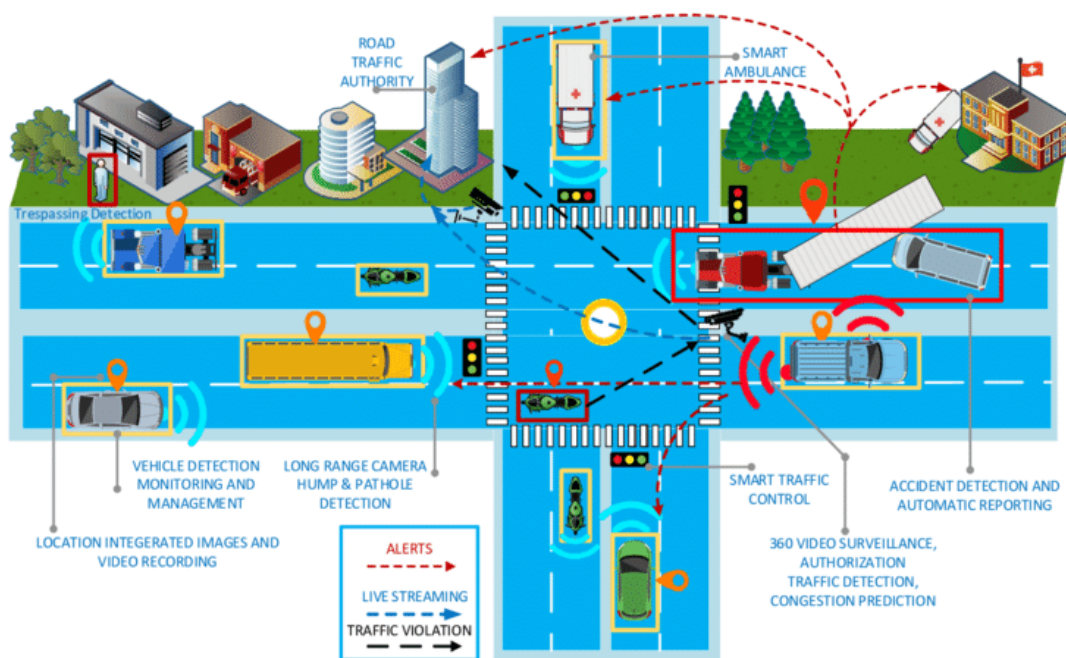 ROAD
TRAFFIC
AUTHORITY
SMART
AMBULANCE
Trespassing Detection
VEHICLE DETECTION
MONITORING AND
MANAGEMENT
LONG RANGE CAMERA
HUMP & PATHOLE
DETECTION
SMART TRAFFIC
CONTROL
ACCIDENT DETECTION AND
AUTOMATIC REPORTING
LOCATION INTEGERATED IMAGES AND
VIDEO RECORDING
360 VIDEO SURVEILLANCE,
AUTHORIZATION
TRAFFIC DETECTION,
CONGESTION PREDICTION
ALERTS
LIVE STREAMING
TRAFFIC VIOLATION